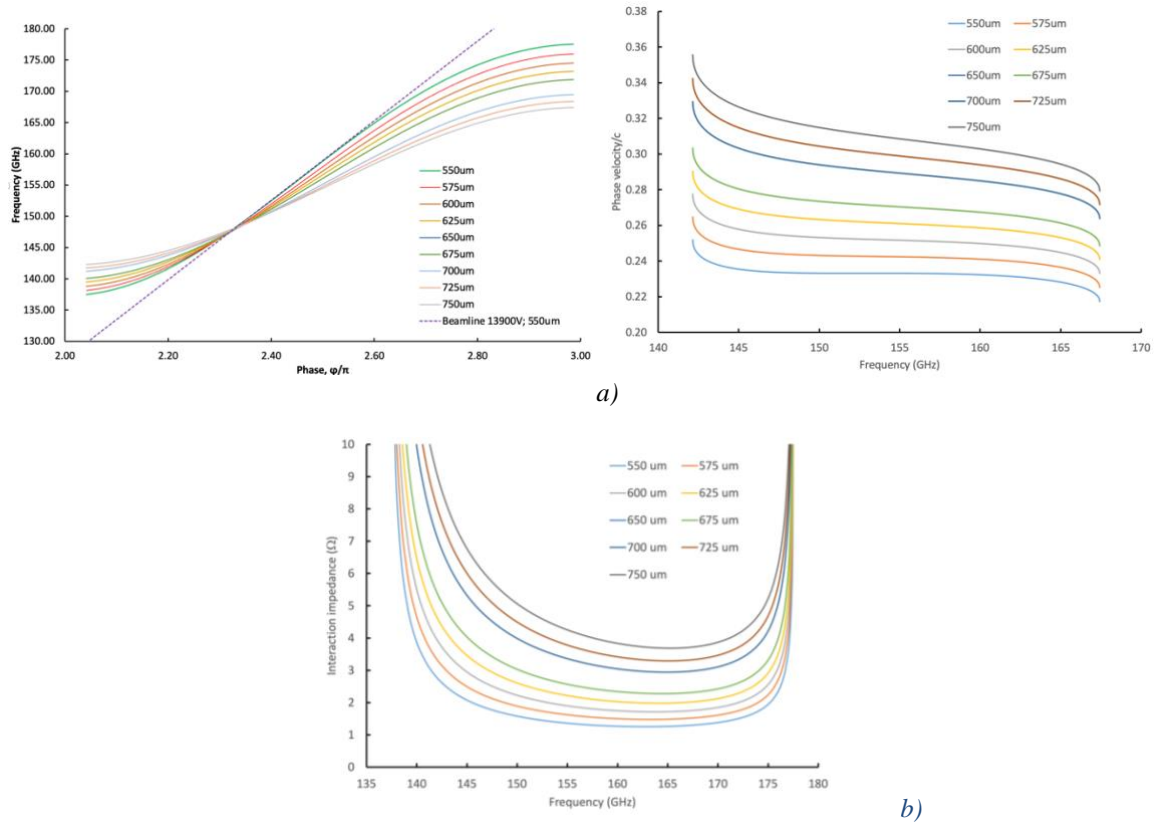 180.00
175.00
170.00
165.00
160.00
155.00
150.00
145.00
140.00
135.00
130.00
Frequency (GHz)
2.00 2.20 2.40 2.60 2.80 3.00
Phase, φ/π
550um
575um
600um
625um
650um
675um
700um
725um
750um
Beamline 13900V; 550um
0.38
0.36
0.34
0.32
0.30
0.28
0.26
0.24
0.22
0.20
Phase velocity/c
140 145 150 155 160 165 170
Frequency (GHz)
550um 575um
600um 625um
650um 675um
700um 725um
750um
a)
10
9
8
7
6
5
4
3
2
1
0
Interaction impedance (Ω)
135 140 145 150 155 160 165 170 175 180
Frequency (GHz)
550 um 575 um
600 um 625 um
650 um 675 um
700 um 725 um
750 um
b)